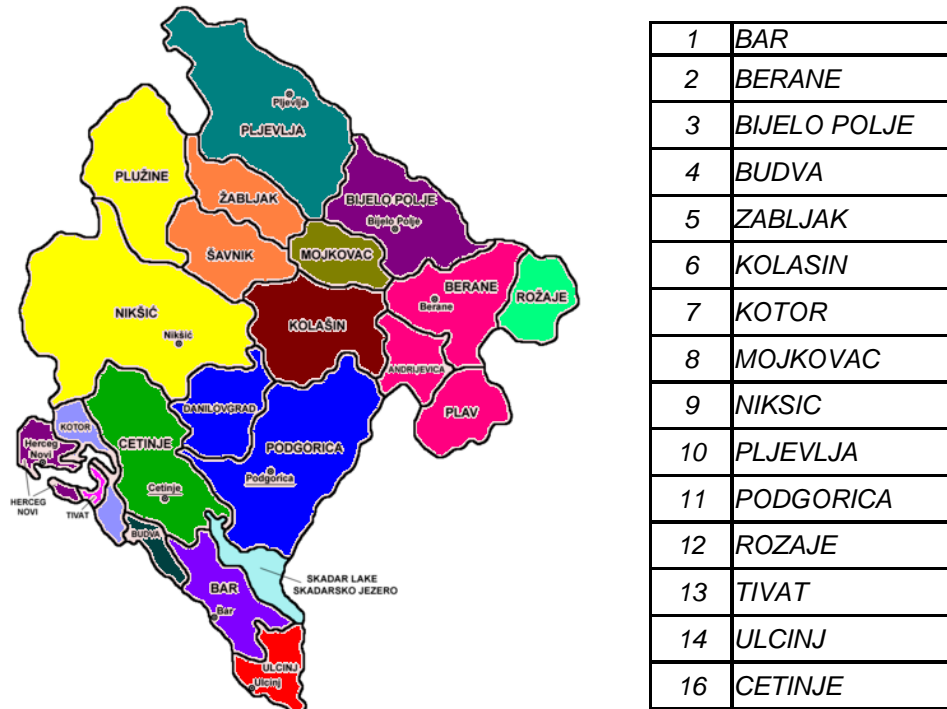 Pljevlja
PLJEVLJA
PLUŽINE
ŽABLJAK
BIJELO POLJE
Bijelo Polje
ŠAVNIK
MOJKOVAC
BERANE
Berane
ROŽAJE
NIKŠIĆ
Nikšić
KOLAŠIN
ANDRIJEVICA
PLAV
DANILOVGRAD
KOTOR
CETINJE
Cetinje
PODGORICA
Podgorica
Herceg
Novi
HERCEG
NOVI
TIVAT
BUDVA
SKADAR LAKE
SKADARSKO JEZERO
BAR
Bar
ULCINJ
Ulcinj
1 BAR
2 BERANE
3 BIJELO POLJE
4 BUDVA
5 ZABLJAK
6 KOLASIN
7 KOTOR
8 MOJKOVAC
9 NIKSIC
10 PLJEVLJA
11 PODGORICA
12 ROZAJE
13 TIVAT
14 ULCINJ
16 CETINJE